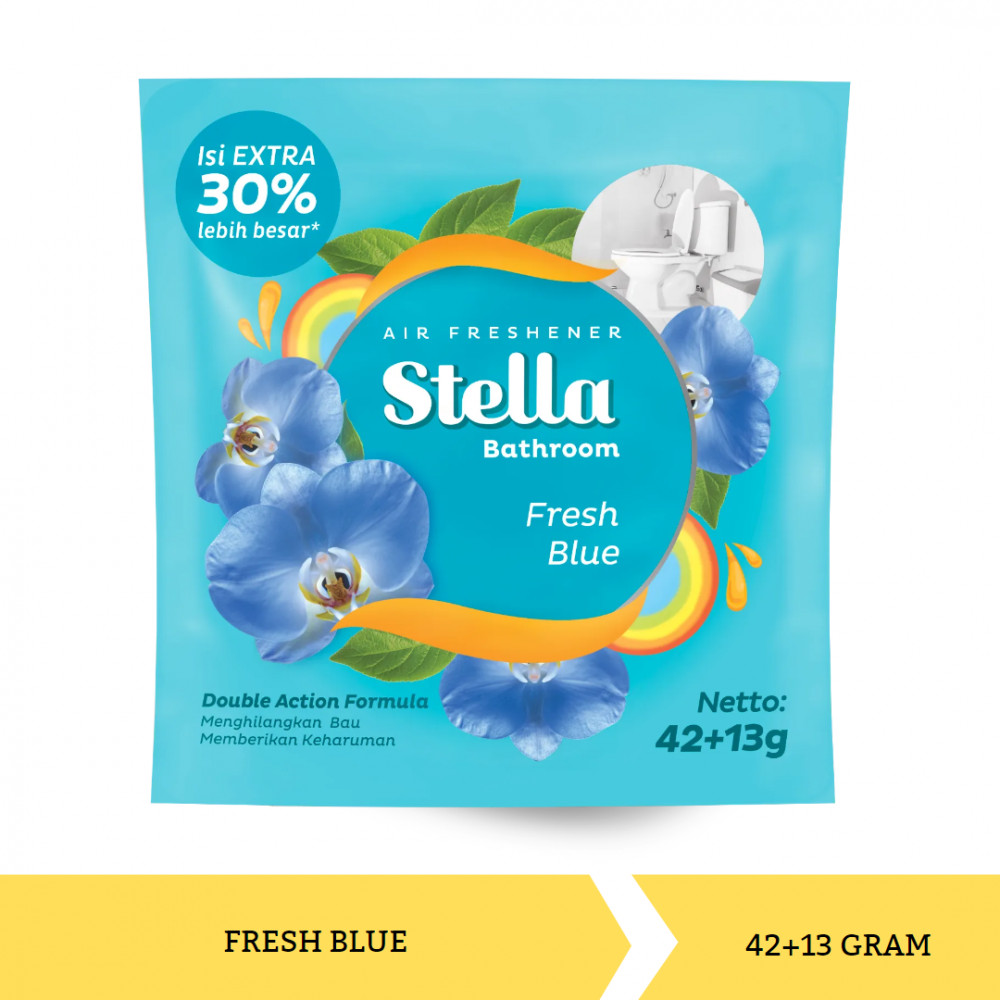 Isi EXTRA
30%
lebih besar*
AIR FRESHENER
Stella
Bathroom
Fresh
Blue
Double Action Formula
Menghilangkan Bau
Memberikan Keharuman
Netto:
42+13g
FRESH BLUE
42+13 GRAM